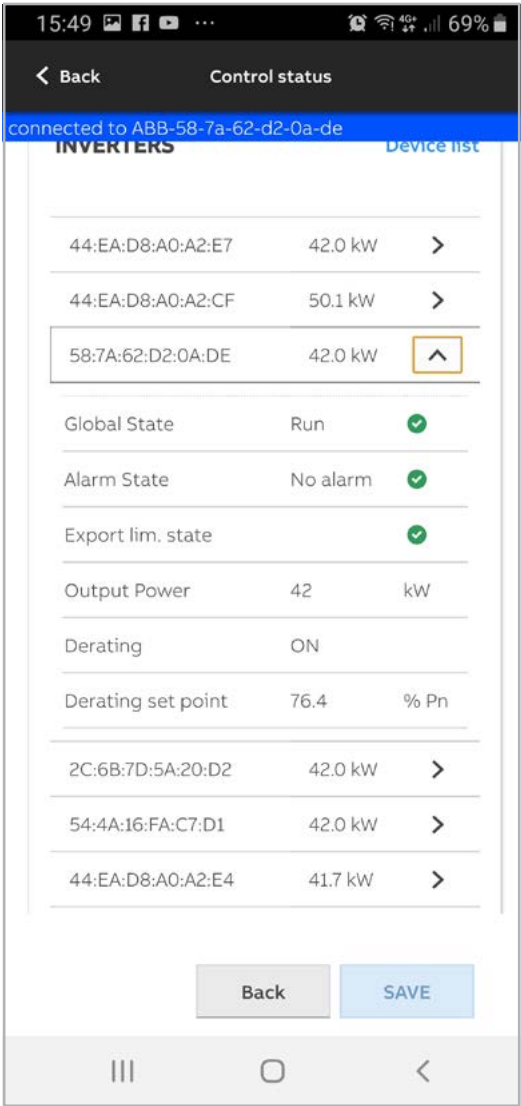 15:49 ... 4G+ 69%
Back Control status
connected to ABB-58-7a-62-d2-0a-de
INVERTERS Device list
44:EA:D8:A0:A2:E7 42.0 kW
44:EA:D8:A0:A2:CF 50.1 kW
58:7A:62:D2:0A:DE 42.0 kW
Global State Run
Alarm State No alarm
Export lim. state
Output Power 42 kW
Derating ON
Derating set point 76.4 % Pn
2C:6B:7D:5A:20:D2 42.0 kW
54:4A:16:FA:C7:D1 42.0 kW
44:EA:D8:A0:A2:E4 41.7 kW
Back SAVE